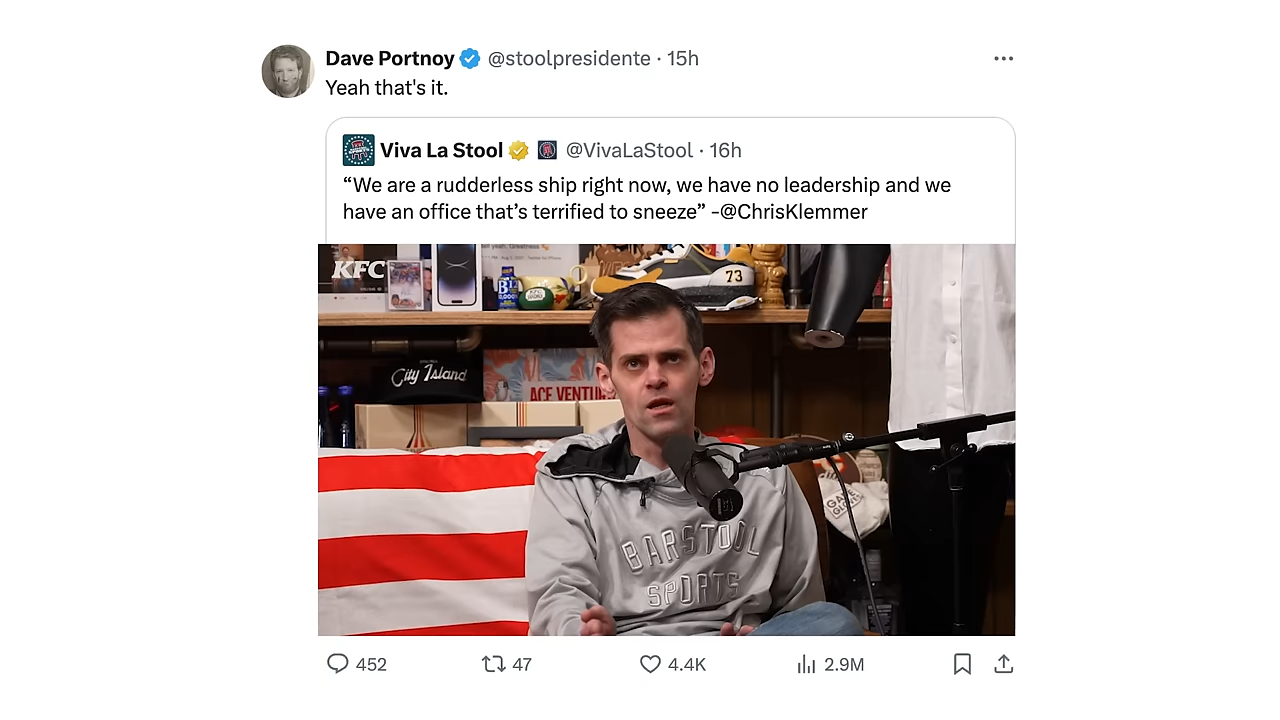 Dave Portnoy @stoolpresidente · 15h
Yeah that's it.
Viva La Stool @VivaLaStool · 16h
“We are a rudderless ship right now, we have no leadership and we
have an office that’s terrified to sneeze” -@ChrisKlemmer
KFC
73
B12
City Island
ACE VENTU
BARSTOOL
SPORTS
452 47 4.4K 2.9M